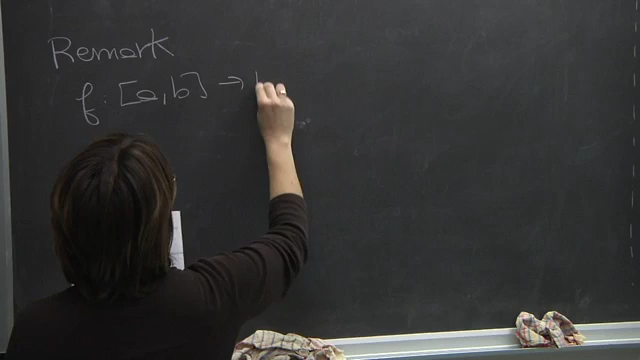 Remark
f: [a,b] →